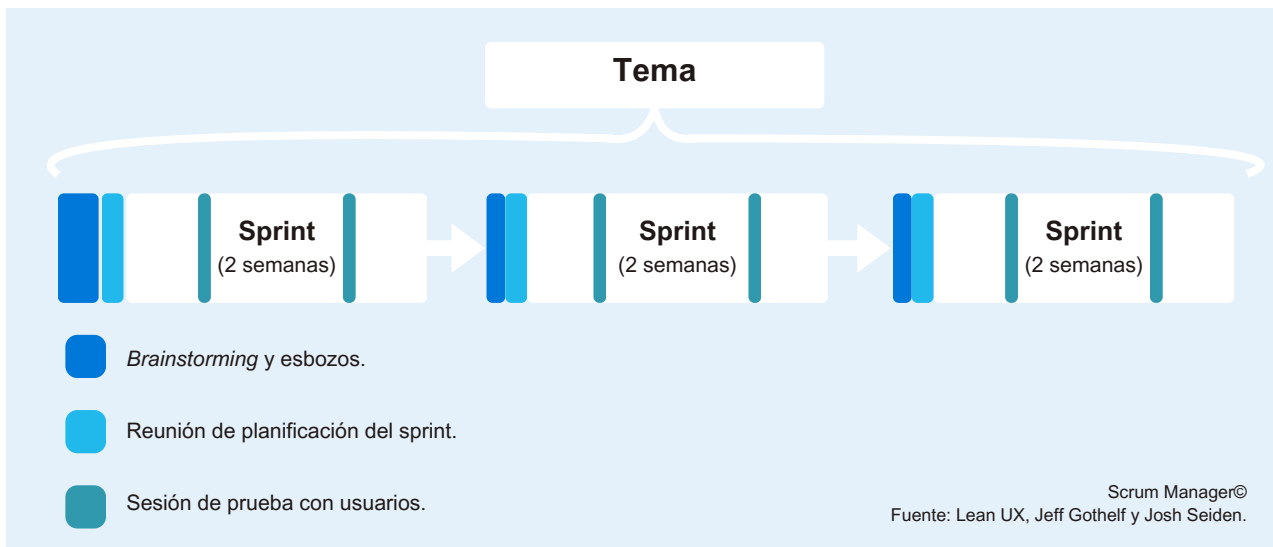 Tema
Sprint
(2 semanas)
Sprint
(2 semanas)
Sprint
(2 semanas)
Brainstorming y esbozos.
Reunión de planificación del sprint.
Sesión de prueba con usuarios.
Scrum Manager©
Fuente: Lean UX, Jeff Gothelf y Josh Seiden.